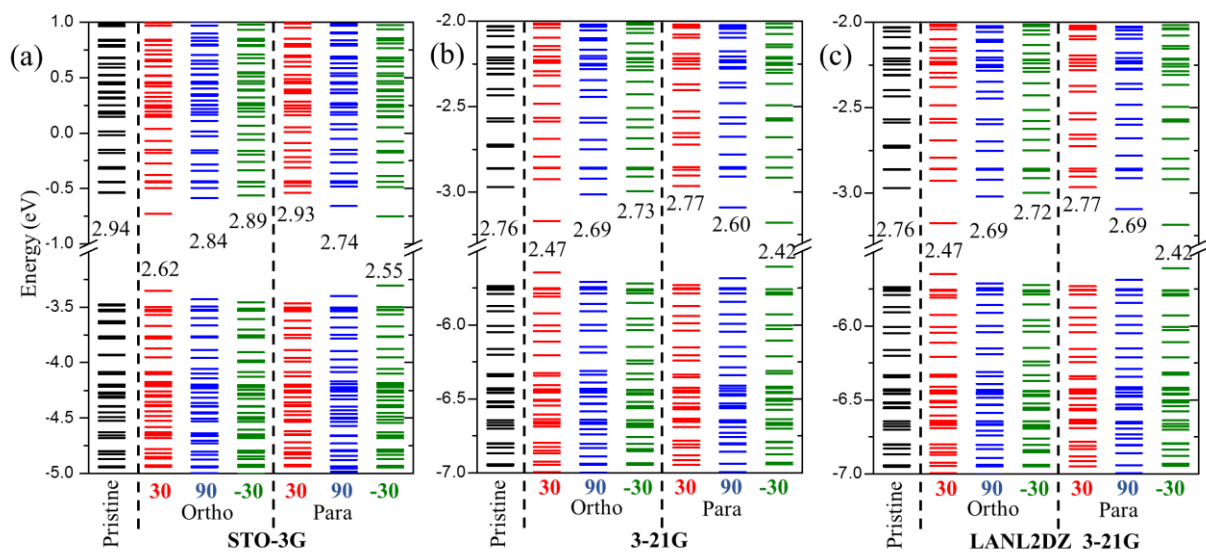 (a)
Energy (eV)
1.0
0.5
0.0
-0.5
-1.0
-3.5
-4.0
-4.5
-5.0
2.94
2.62
2.84
2.89
2.93
2.74
2.55
Pristine
30 90 -30 30 90 -30
Ortho Para
STO-3G
(b)
-2.0
-2.5
-3.0
-6.0
-6.5
-7.0
2.76
2.47
2.69
2.73
2.77
2.60
2.42
Pristine
30 90 -30 30 90 -30
Ortho Para
3-21G
(c)
-2.0
-2.5
-3.0
-6.0
-6.5
-7.0
2.76
2.47
2.69
2.72
2.77
2.69
2.42
Pristine
30 90 -30 30 90 -30
Ortho Para
LANL2DZ 3-21G